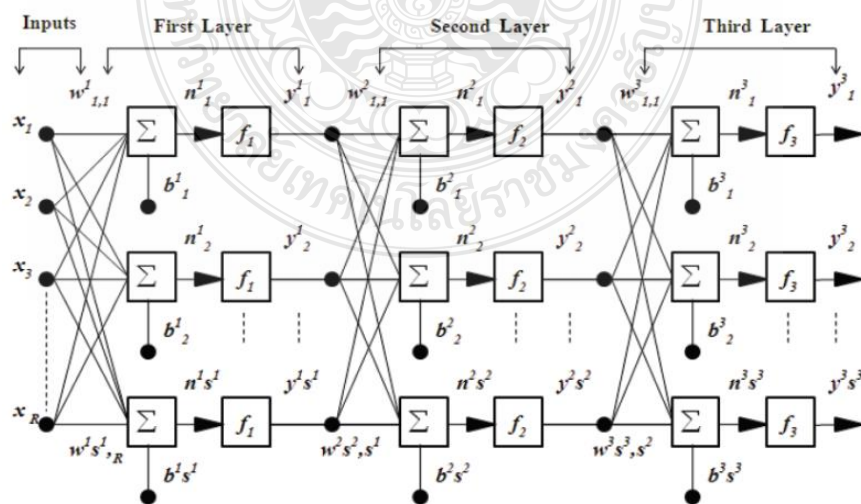 Inputs First Layer Second Layer Third Layer
w¹₁,₁ n¹₁ y¹₁ w²₁,₁ n²₁ y²₁ w³₁,₁ n³₁ y³₁
x₁ Σ f₁ Σ f₂ Σ f₃
b¹₁ b²₁ b³₁
x₂ n¹₂ y¹₂ n²₂ y²₂ n³₂ y³₂
x₃ Σ f₁ Σ f₂ Σ f₃
b¹₂ b²₂ b³₂
n¹s¹ y¹s¹ n²s² y²s² n³s³ y³s³
x R Σ f₁ Σ f₂ Σ f₃
w¹s¹,R w²s²,s¹ w³s³,s²
b¹s¹ b²s² b³s³